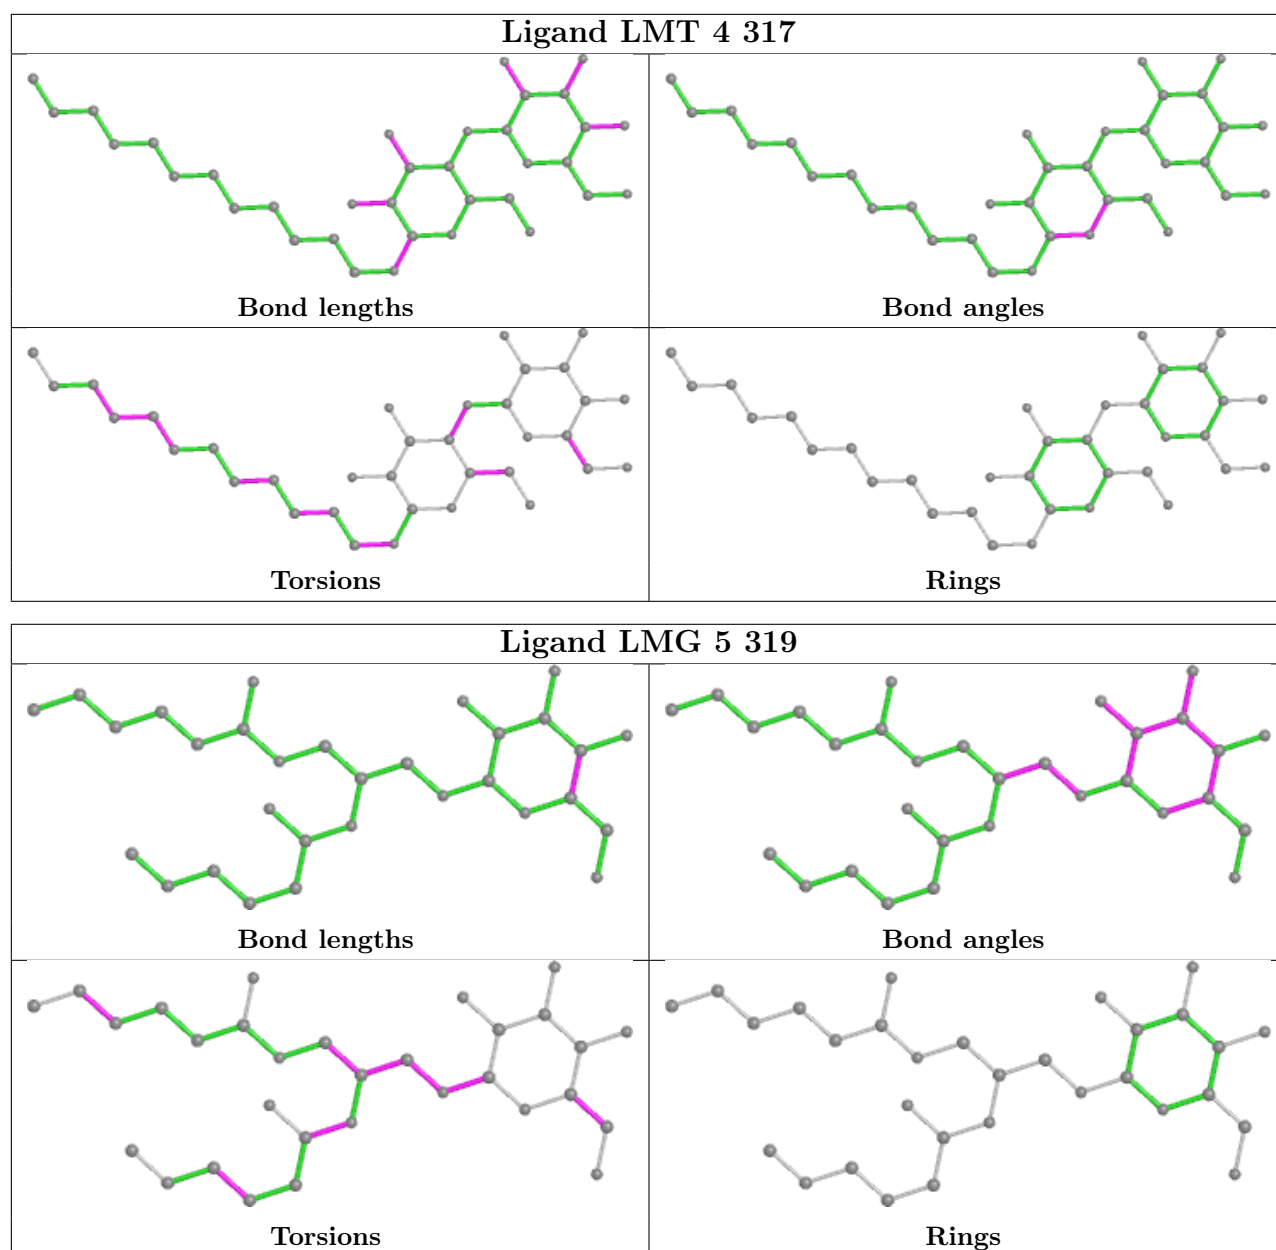 Ligand LMT 4 317
Bond lengths
Bond angles
Torsions
Rings
Ligand LMG 5 319
Bond lengths
Bond angles
Torsions
Rings